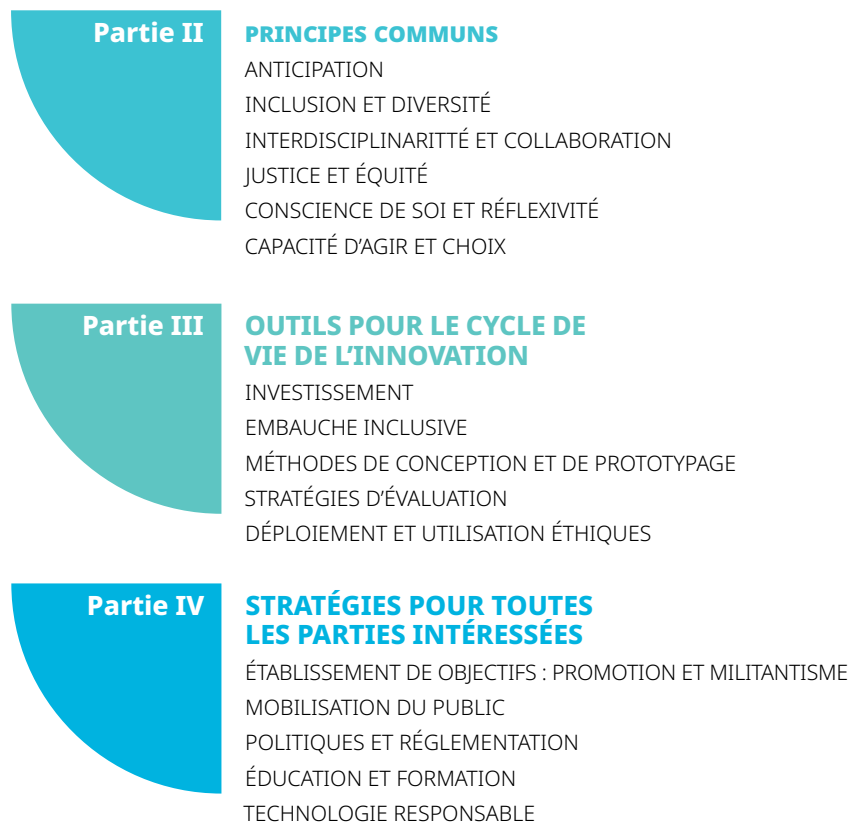 Partie II
PRINCIPES COMMUNS
ANTICIPATION
INCLUSION ET DIVERSITÉ
INTERDISCIPLINARITTÉ ET COLLABORATION
JUSTICE ET ÉQUITÉ
CONSCIENCE DE SOI ET RÉFLEXIVITÉ
CAPACITÉ D’AGIR ET CHOIX
Partie III
OUTILS POUR LE CYCLE DE
VIE DE L’INNOVATION
INVESTISSEMENT
EMBAUCHE INCLUSIVE
MÉTHODES DE CONCEPTION ET DE PROTOTYPAGE
STRATÉGIES D’ÉVALUATION
DÉPLOIEMENT ET UTILISATION ÉTHIQUES
Partie IV
STRATÉGIES POUR TOUTES
LES PARTIES INTÉRESSÉES
ÉTABLISSEMENT DE OBJECTIFS : PROMOTION ET MILITANTISME
MOBILISATION DU PUBLIC
POLITIQUES ET RÉGLEMENTATION
ÉDUCATION ET FORMATION
TECHNOLOGIE RESPONSABLE